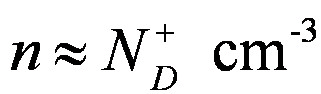 n ≈ N_D^+ cm^-3